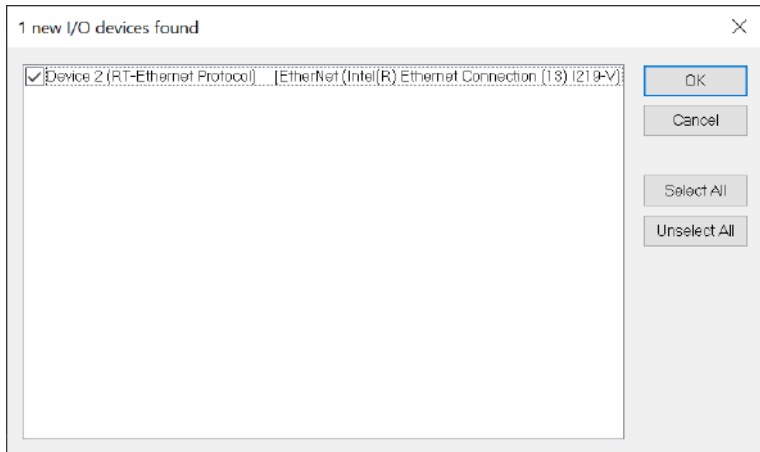 1 new I/O devices found
Device 2 (RT-Ethernet Protocol) [EtherNet (Intel(R) Ethernet Connection (13) I219-V)
OK
Cancel
Select All
Unselect All